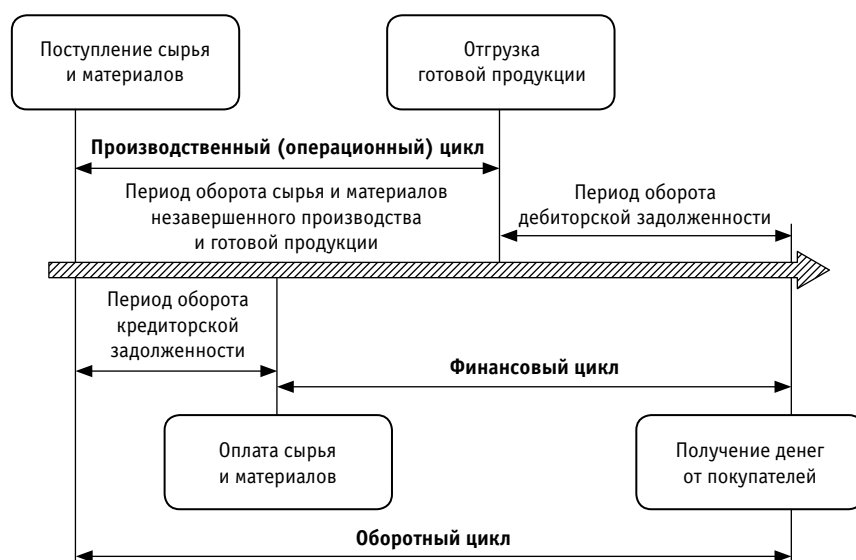 Поступление сырья
и материалов
Отгрузка
готовой продукции
Производственный (операционный) цикл
Период оборота сырья и материалов
незавершенного производства
и готовой продукции
Период оборота
дебиторской задолженности
Период оборота
кредиторской
задолженности
Финансовый цикл
Оплата сырья
и материалов
Получение денег
от покупателей
Оборотный цикл